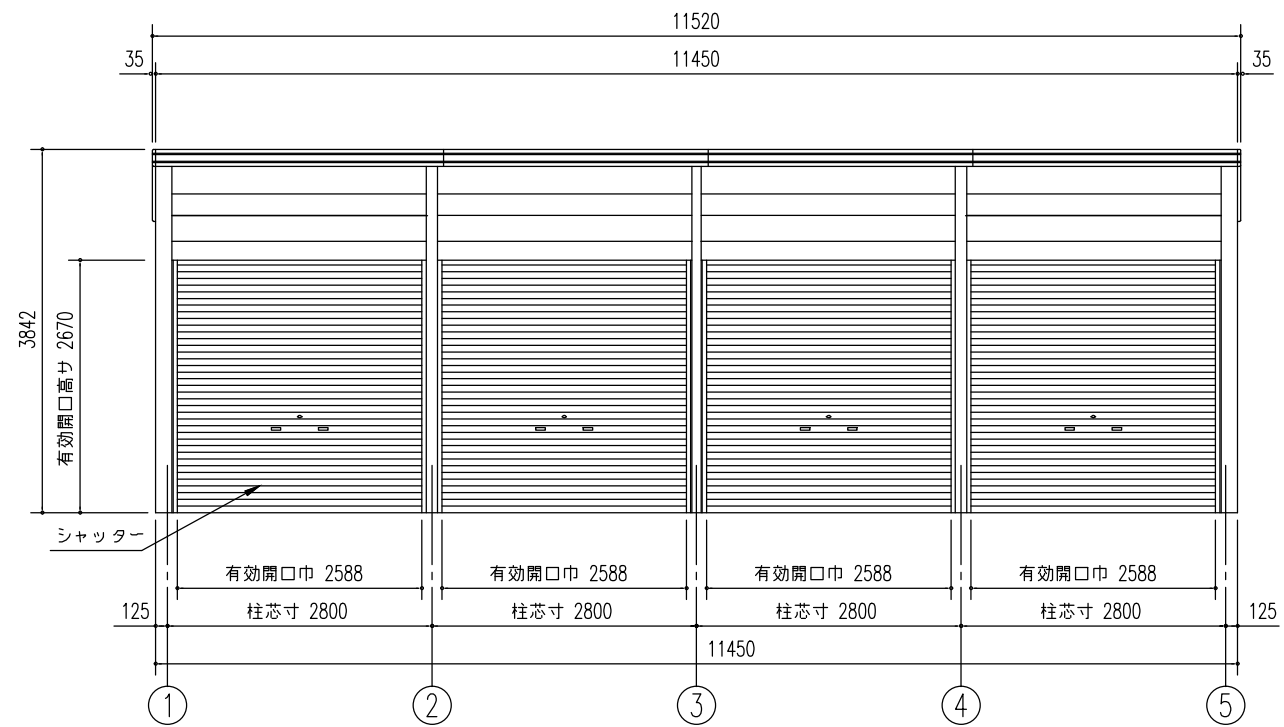 11520
35 11450 35
3842
有効開口高サ 2670
シャッター
有効開口巾 2588 有効開口巾 2588 有効開口巾 2588 有効開口巾 2588
125 柱芯寸 2800 柱芯寸 2800 柱芯寸 2800 柱芯寸 2800 125
11450
1 2 3 4 5